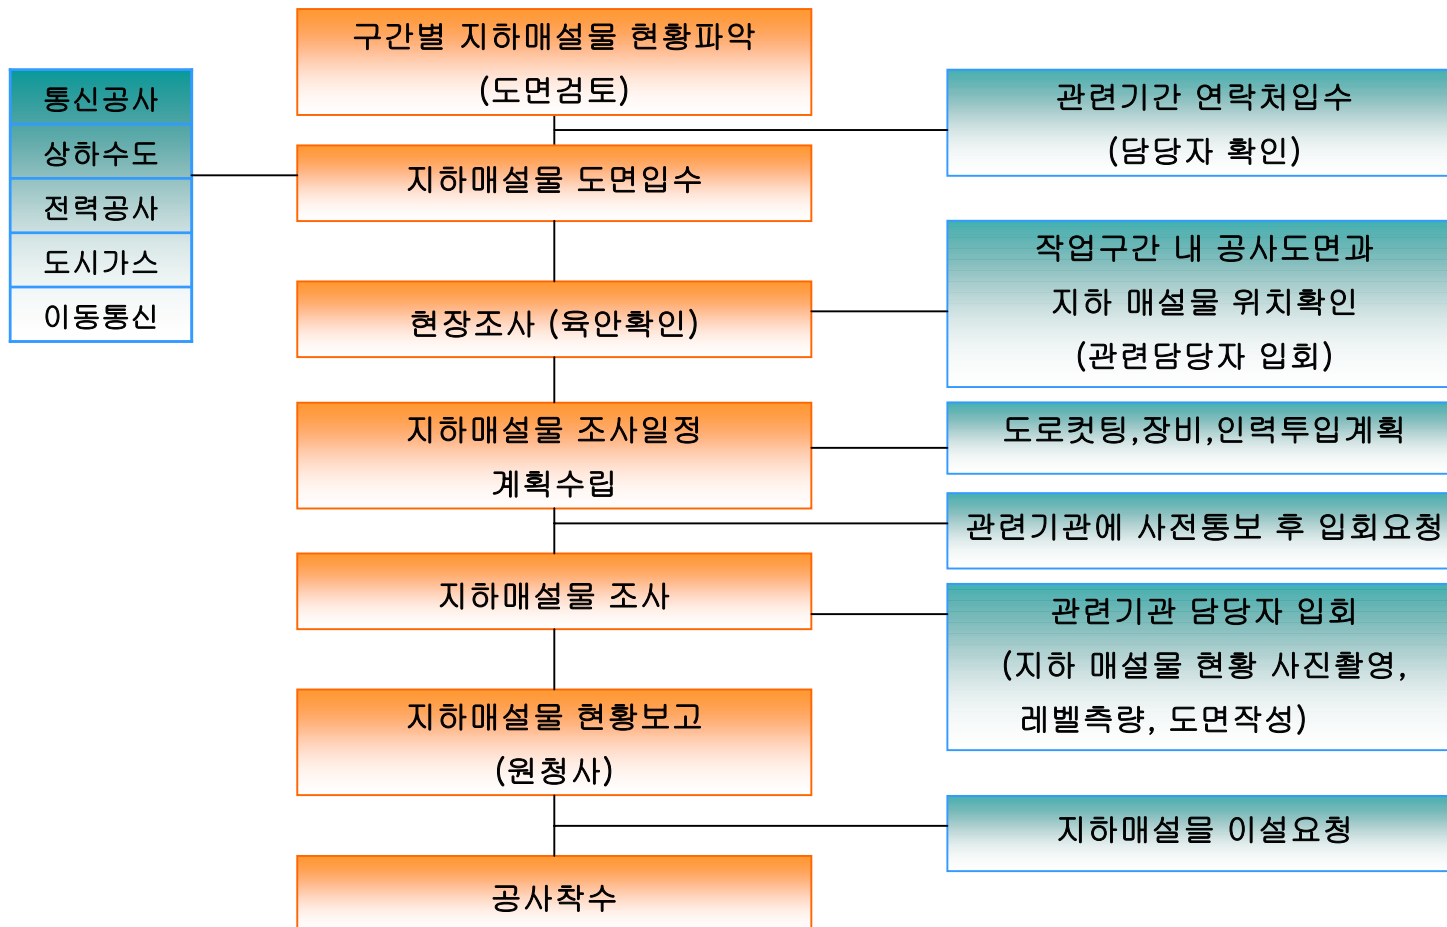 구간별 지하매설물 현황파악
(도면검토)
통신공사
상하수도
전력공사
도시가스
이동통신
관련기간 연락처입수
(담당자 확인)
지하매설물 도면입수
작업구간 내 공사도면과
지하 매설물 위치확인
(관련담당자 입회)
현장조사 (육안확인)
지하매설물 조사일정
계획수립
도로컷팅,장비,인력투입계획
관련기관에 사전통보 후 입회요청
지하매설물 조사
관련기관 담당자 입회
(지하 매설물 현황 사진촬영,
레벨측량, 도면작성)
지하매설물 현황보고
(원청사)
지하매설믈 이설요청
공사착수